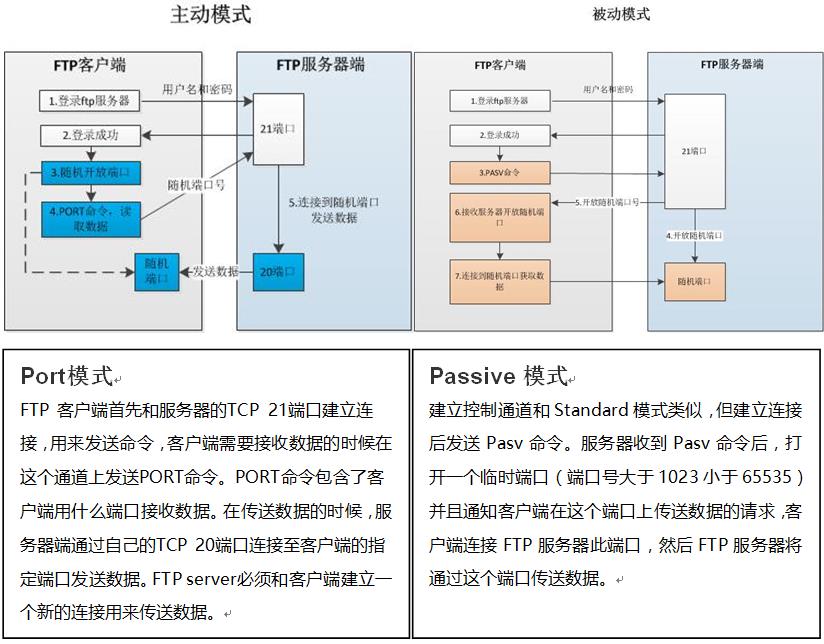 主动模式
FTP客户端
FTP服务器端
1.登录ftp服务器
用户名和密码
21端口
2.登录成功
3.随机开放端口
随机端口号
4.PORT命令，读
取数据
5.连接到随机端口
发送数据
随机
端口
发送数据
20端口
被动模式
FTP客户端
FTP服务器端
1.登录ftp服务器
用户名和密码
2.登录成功
21端口
3.PASV命令
5.开放随机端口号
6.接收服务器开放随机端
口
4.开放随机端口
7.连接到随机端口获取数
据
随机端口
Port模式
FTP 客户端首先和服务器的TCP 21端口建立连
接，用来发送命令，客户端需要接收数据的时候在
这个通道上发送PORT命令。PORT命令包含了客
户端用什么端口接收数据。在传送数据的时候，服
务器端通过自己的TCP 20端口连接至客户端的指
定端口发送数据。FTP server必须和客户端建立一
个新的连接用来传送数据。
Passive 模式
建立控制通道和 Standard 模式类似，但建立连接
后发送 Pasv 命令。服务器收到 Pasv 命令后，打
开一个临时端口（端口号大于 1023 小于 65535）
并且通知客户端在这个端口上传送数据的请求，客
户端连接 FTP 服务器此端口，然后 FTP 服务器将
通过这个端口传送数据。